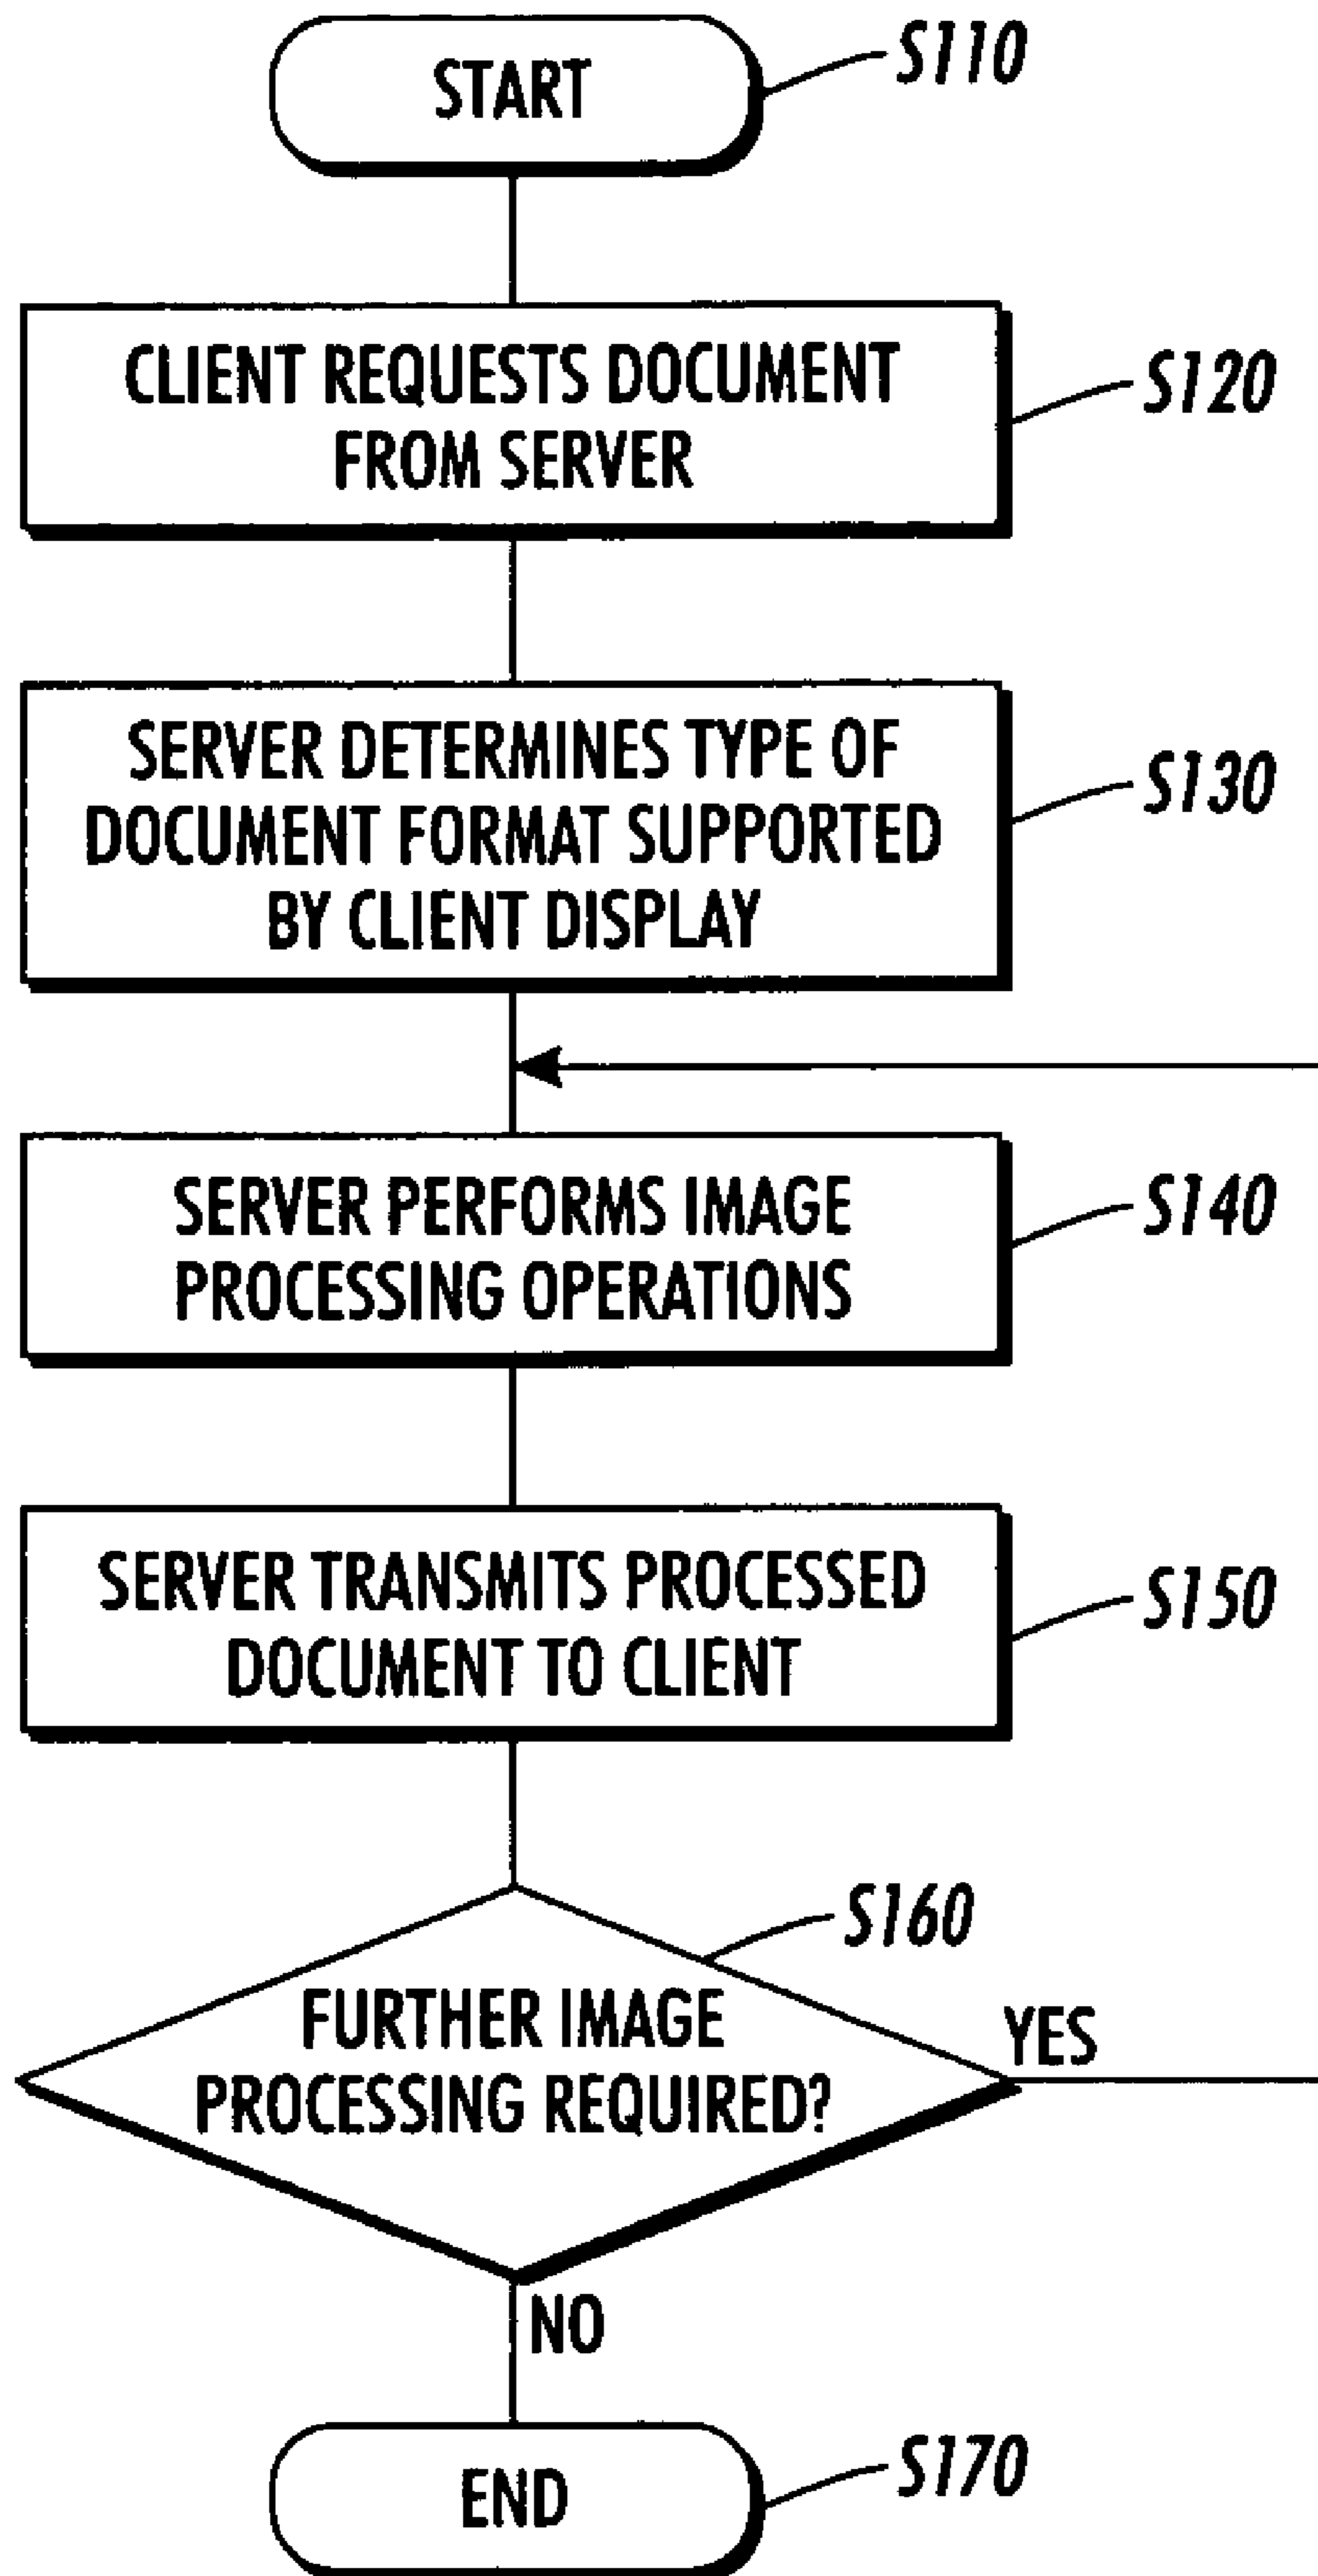 START
S110
CLIENT REQUESTS DOCUMENT
FROM SERVER
S120
SERVER DETERMINES TYPE OF
DOCUMENT FORMAT SUPPORTED
BY CLIENT DISPLAY
S130
SERVER PERFORMS IMAGE
PROCESSING OPERATIONS
S140
SERVER TRANSMITS PROCESSED
DOCUMENT TO CLIENT
S150
S160
FURTHER IMAGE
PROCESSING REQUIRED?
YES
NO
END
S170